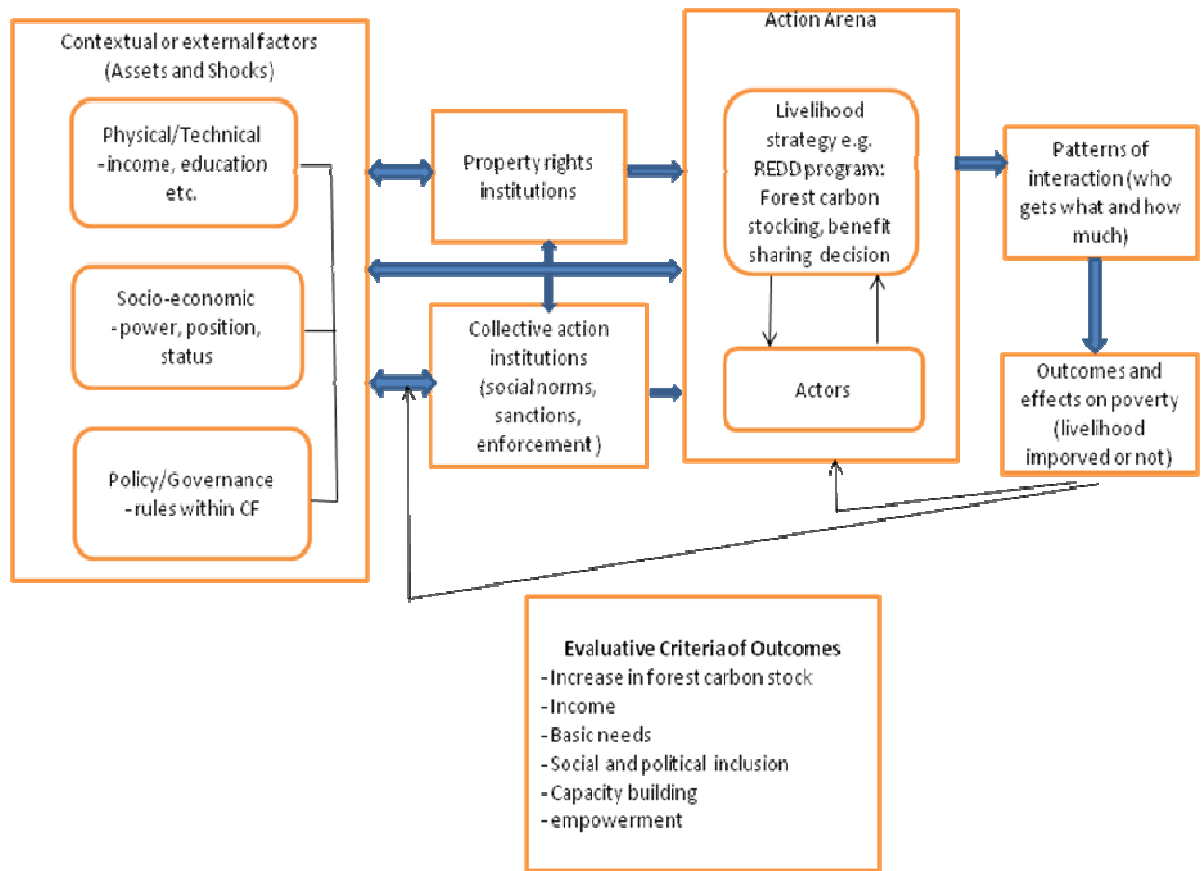 Contextual or external factors
(Assets and Shocks)
Physical/Technical
-income, education
etc.
Socio-economic
-power, position,
status
Policy/Governance
-rules within CF
Property rights
institutions
Collective action
institutions
(social norms,
sanctions,
enforcement )
Action Arena
Livelihood
strategy e.g.
REDD program:
Forest carbon
stocking, benefit
sharing decision
Actors
Patterns of
interaction (who
gets what and how
much)
Outcomes and
effects on poverty
(livelihood
imporved or not)
Evaluative Criteria of Outcomes
-Increase in forest carbon stock
-Income
-Basic needs
-Social and political inclusion
-Capacity building
-empowerment